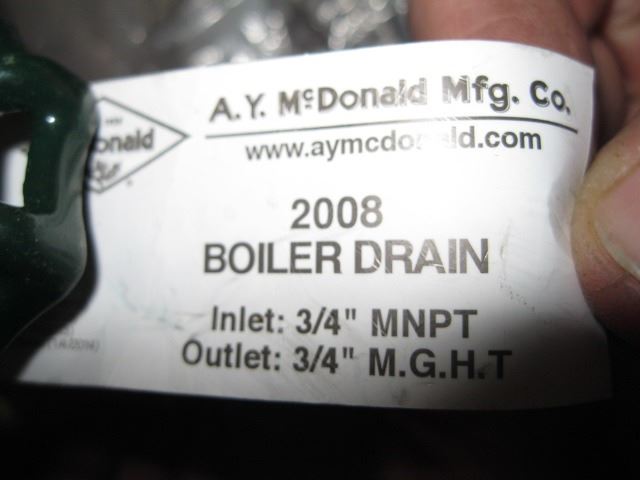 A.Y. McDonald Mfg. Co.
www.aymcdonald.com
2008
BOILER DRAIN
Inlet: 3/4" MNPT
Outlet: 3/4" M.G.H.T